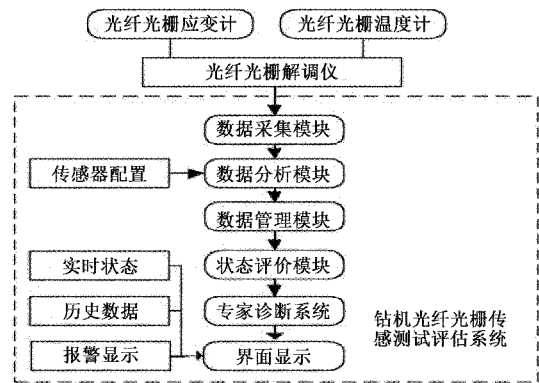 光纤光栅应变计
光纤光栅温度计
光纤光栅解调仪
数据采集模块
传感器配置
数据分析模块
数据管理模块
实时状态
状态评价模块
历史数据
专家诊断系统
报警显示
界面显示
钻机光纤光栅传
感测试评估系统